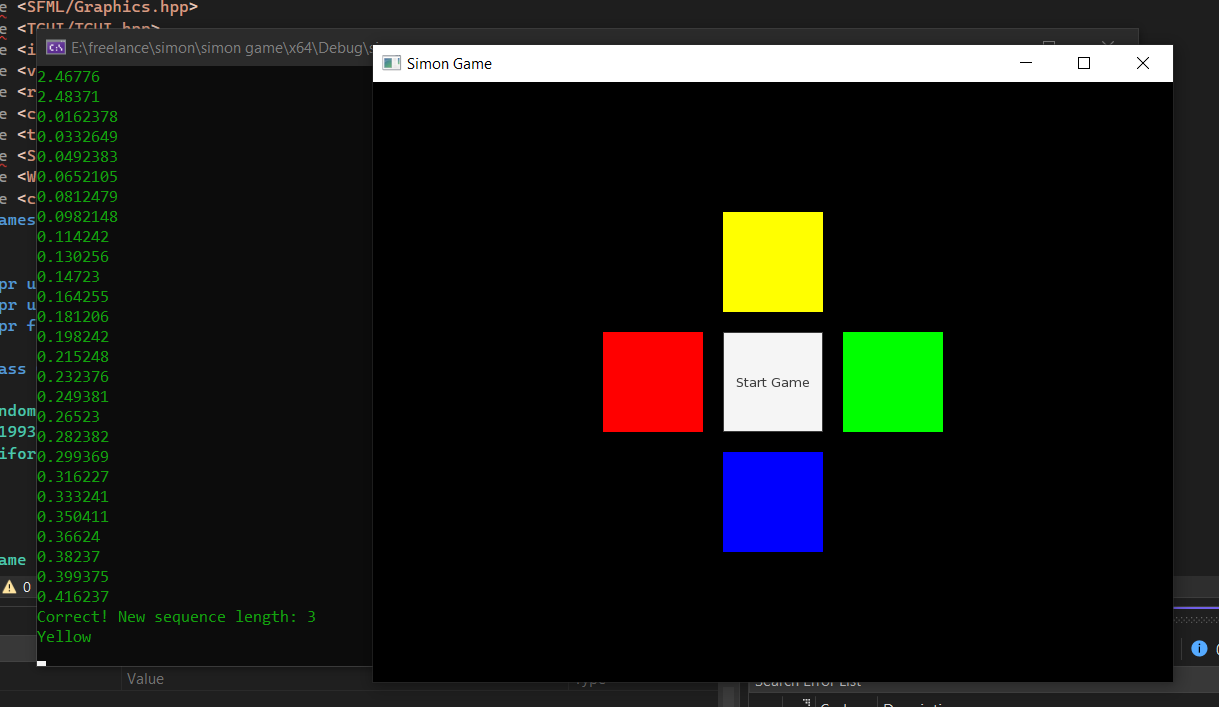 e <SFML/Graphics.hpp>
e <TGUI/TGUI.hpp>
e <i
E:\freelance\simon\simon game\x64\Debug\s
Simon Game
e <v
e <r
e <c
e <t
e <S
e <W
e <c
ames
pr u
pr u
pr f
ass
ndom
1993
ifor
ame
0
2.46776
2.48371
0.0162378
0.0332649
0.0492383
0.0652105
0.0812479
0.0982148
0.114242
0.130256
0.14723
0.164255
0.181206
0.198242
0.215248
0.232376
0.249381
0.26523
0.282382
0.299369
0.316227
0.333241
0.350411
0.36624
0.38237
0.399375
0.416237
Correct! New sequence length: 3
Yellow
Start Game
Value
Type
Search Error List